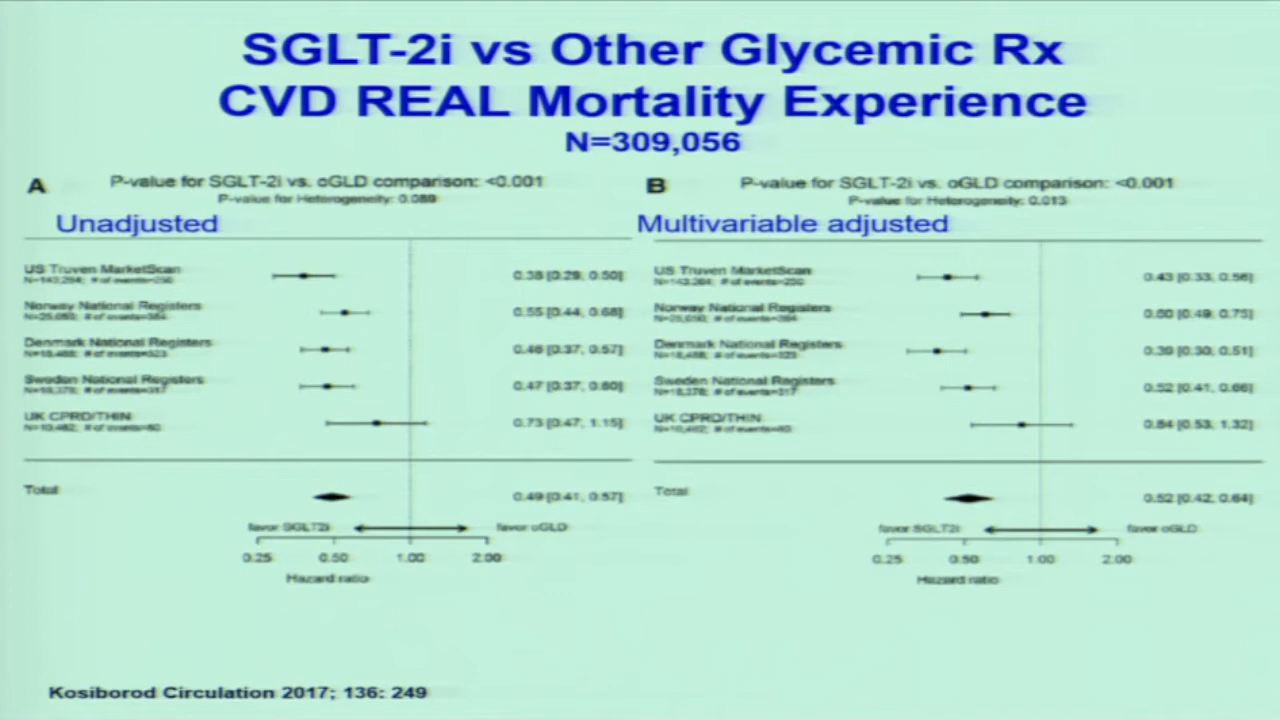 SGLT-2i vs Other Glycemic Rx
CVD REAL Mortality Experience
N=309,056
A
P-value for SGLT-2i vs. oGLD comparison: <0.001
P-value for Heterogeneity: 0.089
Unadjusted
US Truven MarketScan
0.38 [0.29, 0.50]
Norway National Registers
0.55 [0.44, 0.68]
Denmark National Registers
0.46 [0.37, 0.57]
Sweden National Registers
0.47 [0.37, 0.60]
UK CPRD/THIN
0.73 [0.47, 1.15]
Total
0.49 [0.41, 0.57]
favor SGLT2i
favor oGLD
0.25 0.50 1.00 2.00
Hazard ratio
B
P-value for SGLT-2i vs. oGLD comparison: <0.001
P-value for Heterogeneity: 0.013
Multivariable adjusted
US Truven MarketScan
0.43 [0.33, 0.56]
Norway National Registers
0.60 [0.49, 0.75]
Denmark National Registers
0.39 [0.30, 0.51]
Sweden National Registers
0.52 [0.41, 0.66]
UK CPRD/THIN
0.84 [0.53, 1.32]
Total
0.52 [0.42, 0.64]
favor SGLT2i
favor oGLD
0.25 0.50 1.00 2.00
Hazard ratio
Kosiborod Circulation 2017; 136: 249